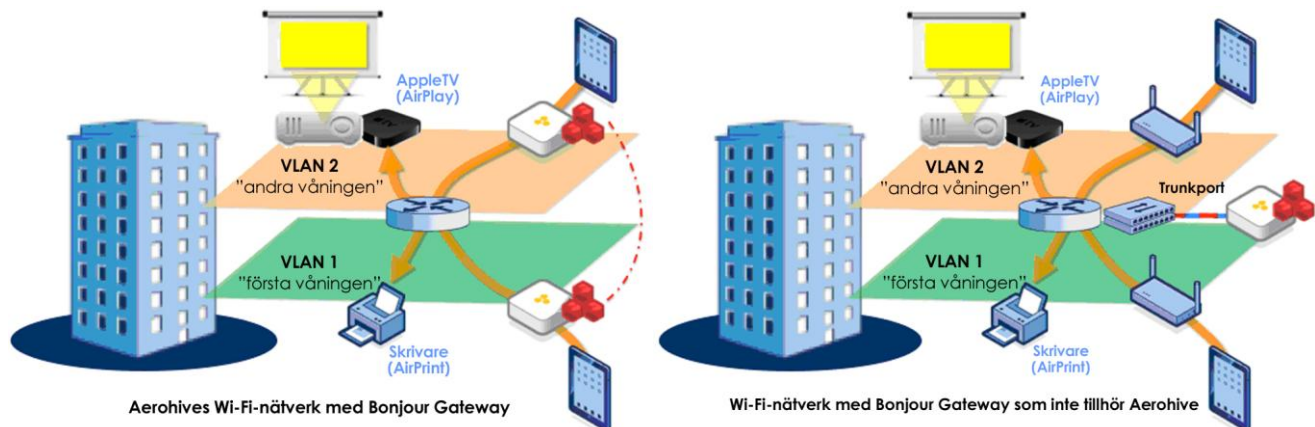 AppleTV
(AirPlay)
VLAN 2
”andra våningen”
VLAN 1
”första våningen”
Skrivare
(AirPrint)
Aerohives Wi-Fi-nätverk med Bonjour Gateway
AppleTV
(AirPlay)
VLAN 2
”andra våningen”
Trunkport
VLAN 1
”första våningen”
Skrivare
(AirPrint)
Wi-Fi-nätverk med Bonjour Gateway som inte tillhör Aerohive